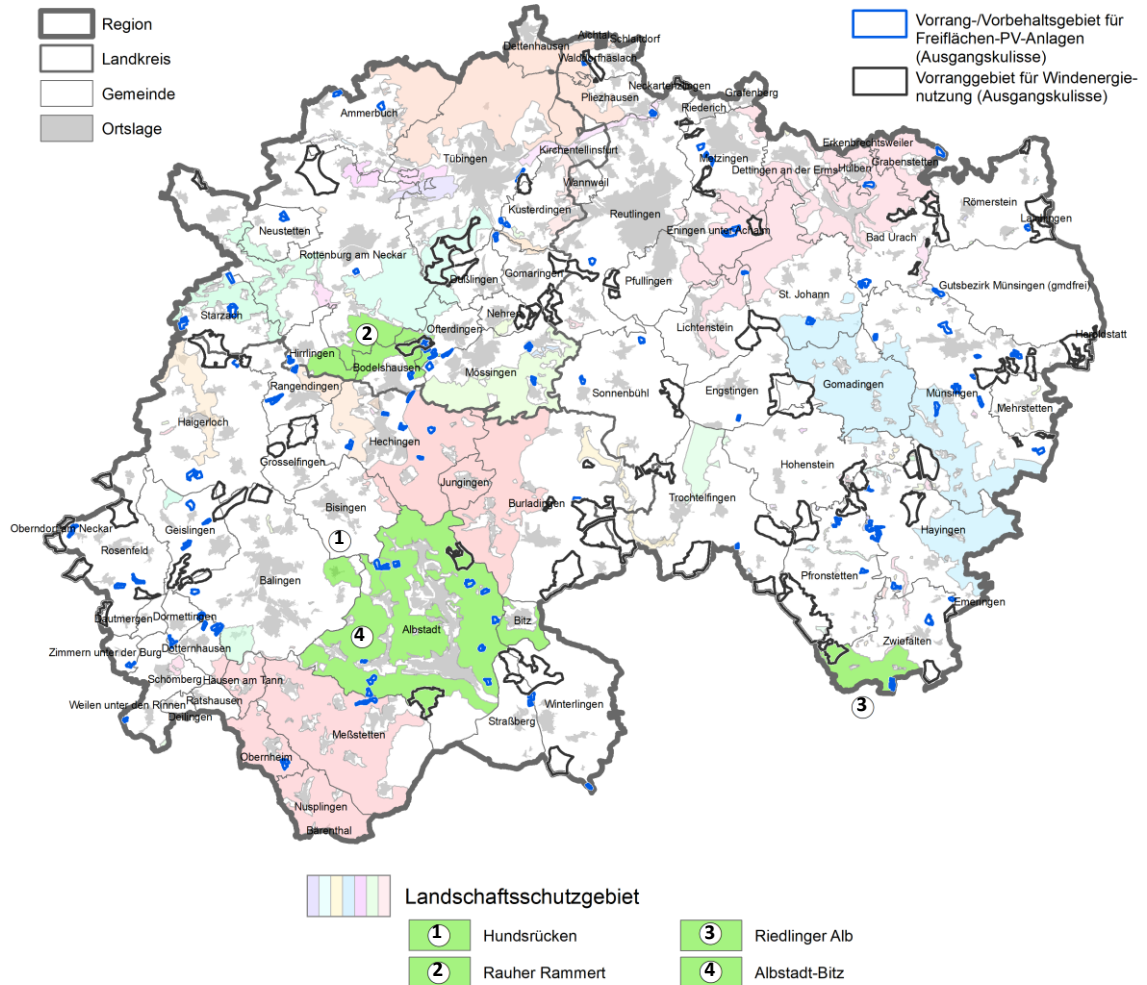 Region
Landkreis
Gemeinde
Ortslage
Vorrang-/Vorbehaltsgebiet für
Freiflächen-PV-Anlagen
(Ausgangskulisse)
Vorranggebiet für Windenergie-
nutzung (Ausgangskulisse)
Aichtal
Schlaitdorf
Dettenhausen
Walddorfhäslach
Neckartenzlingen
Pliezhausen
Grafenberg
Riederich
Ammerbuch
Erkenbrechtsweiler
Tübingen
Kirchentellinsfurt
Metzingen
Grabenstetten
Dettingen an der Erms
Hülben
Wannweil
Römerstein
Küsterdingen
Reutlingen
Laichingen
Neustetten
Eningen unter Achalm
Bad Urach
Rottenburg am Neckar
Dußlingen
Gomaringen
Pfullingen
Gutsbezirk Münsingen (gmdfrei)
St. Johann
Starzach
Nehren
Ofterdingen
Lichtenstein
2
Heroldstatt
Hirrlingen
Bodelshausen
Mössingen
Rangendingen
Sonnenbühl
Engstingen
Gomadingen
Münsingen
Mehrstetten
Haigerloch
Hechingen
Grosselfingen
Hohenstein
Jungingen
Trochtelfingen
Bisingen
Burladingen
Oberndorf am Neckar
Geislingen
1
Hayingen
Rosenfeld
Balingen
Pfronstetten
Emeringen
Dautmergen
Dormettingen
4
Albstadt
Bitz
Zwiefalten
Zimmern unter der Burg
Dotternhausen
Schömberg
Hausen am Tann
Weilen unter den Rinnen
Ratshausen
Deilingen
3
Winterlingen
Straßberg
Meßstetten
Obernheim
Nusplingen
Bärenthal
Landschaftsschutzgebiet
1 Hundsrücken
3 Riedlinger Alb
2 Rauher Rammert
4 Albstadt-Bitz